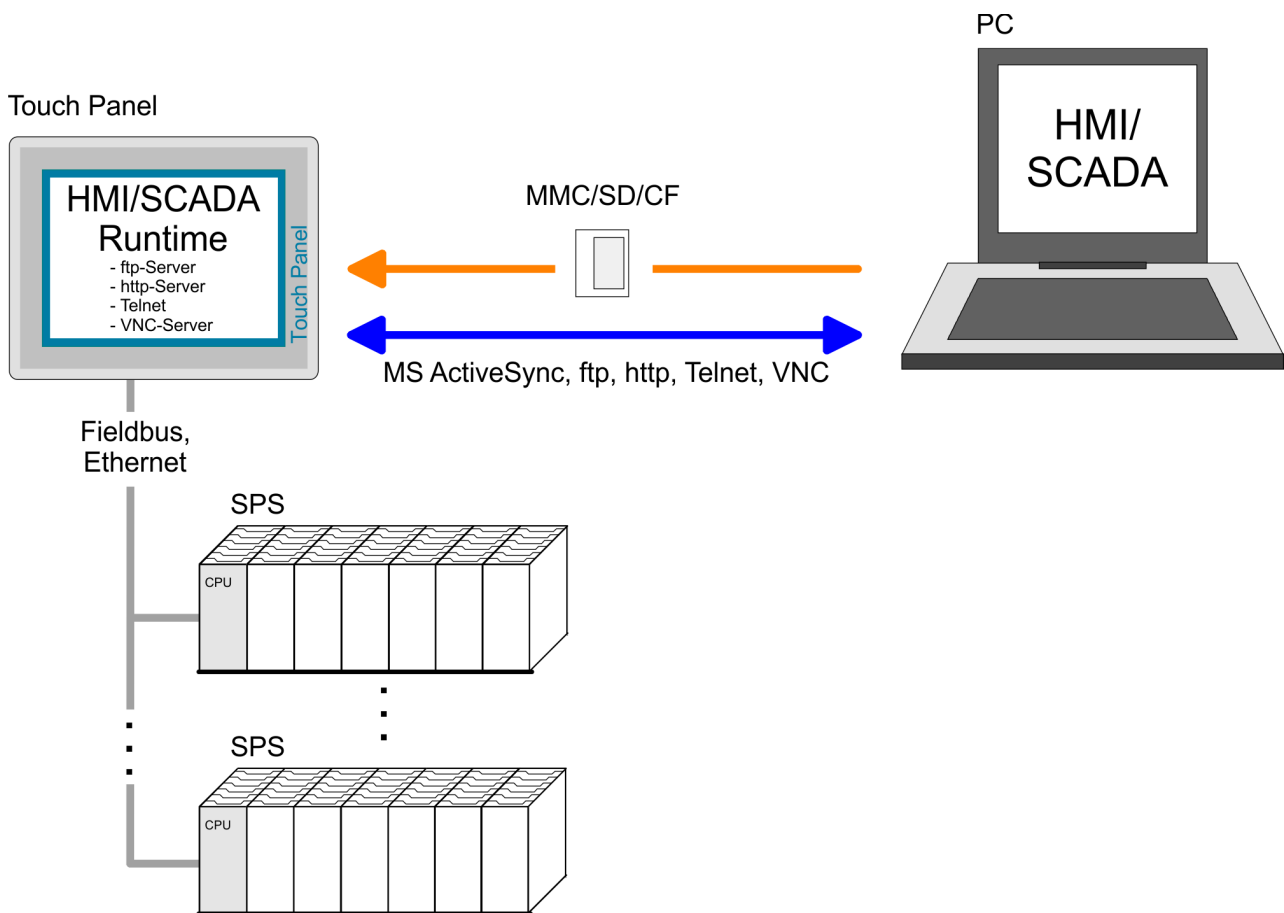 PC
Touch Panel
HMI/SCADA
Runtime
- ftp-Server
- http-Server
- Telnet
- VNC-Server
Touch Panel
MMC/SD/CF
HMI/
SCADA
MS ActiveSync, ftp, http, Telnet, VNC
Fieldbus,
Ethernet
SPS
CPU
SPS
CPU